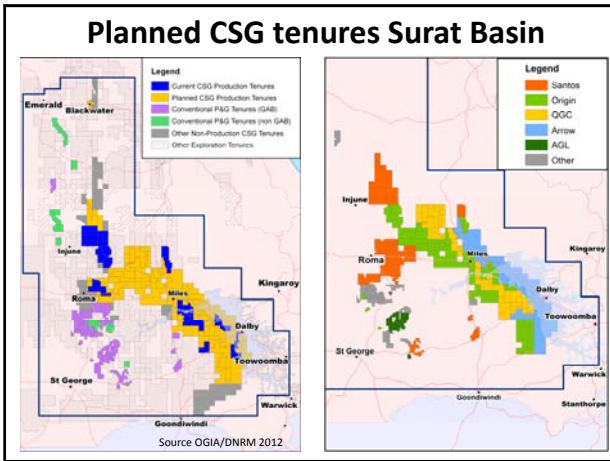 Planned CSG tenures Surat Basin
Legend
Current CSG Production Tenures
Planned CSG Production Tenures
Conventional P&G Tenures (GAB)
Conventional P&G Tenures (non GAB)
Other Non-Production CSG Tenures
Other Exploration Tenures
Emerald
Blackwater
Injune
Roma
Miles
Kingaroy
Dalby
Toowoomba
St George
Warwick
Goondiwindi
Source OGIA/DNRM 2012
Legend
Santos
Origin
QGC
Arrow
AGL
Other
Injune
Roma
Miles
Kingaroy
Dalby
Toowoomba
St George
Warwick
Goondiwindi
Stanthorpe